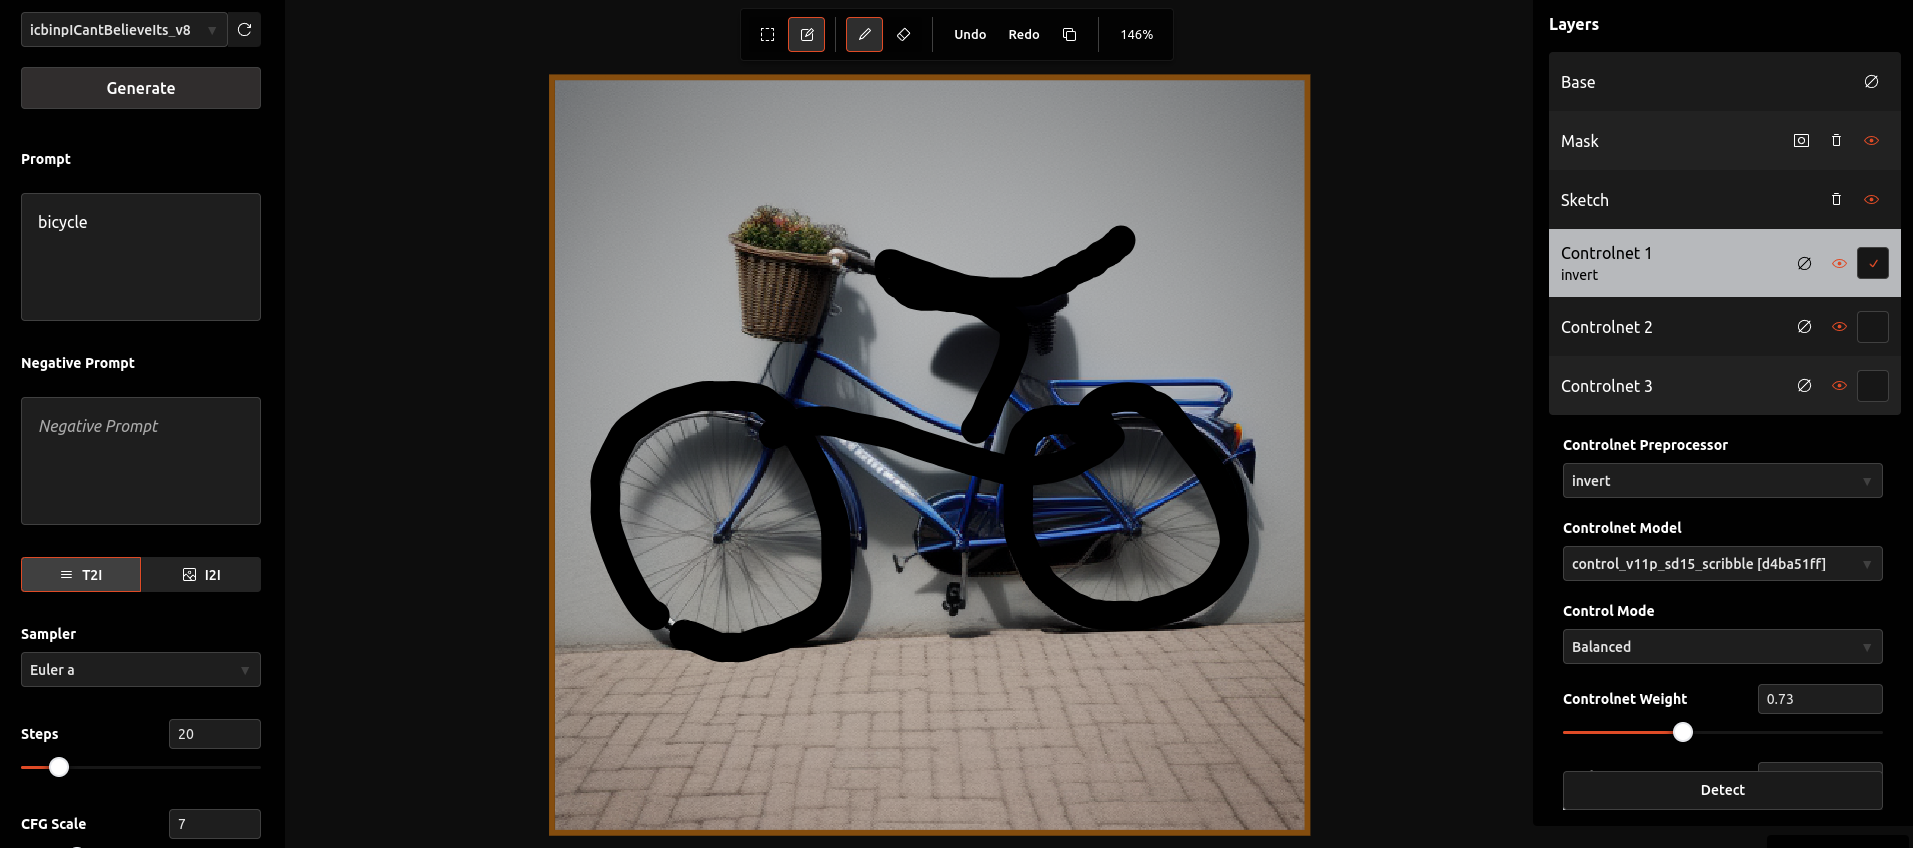 icbinpICantBelieveIts_v8
Generate
Prompt
bicycle
Negative Prompt
Negative Prompt
T2I
I2I
Sampler
Euler a
Steps
20
CFG Scale
7
Undo
Redo
146%
Layers
Base
Mask
Sketch
Controlnet 1
invert
Controlnet 2
Controlnet 3
Controlnet Preprocessor
invert
Controlnet Model
control_v11p_sd15_scribble [d4ba51ff]
Control Mode
Balanced
Controlnet Weight
0.73
Detect